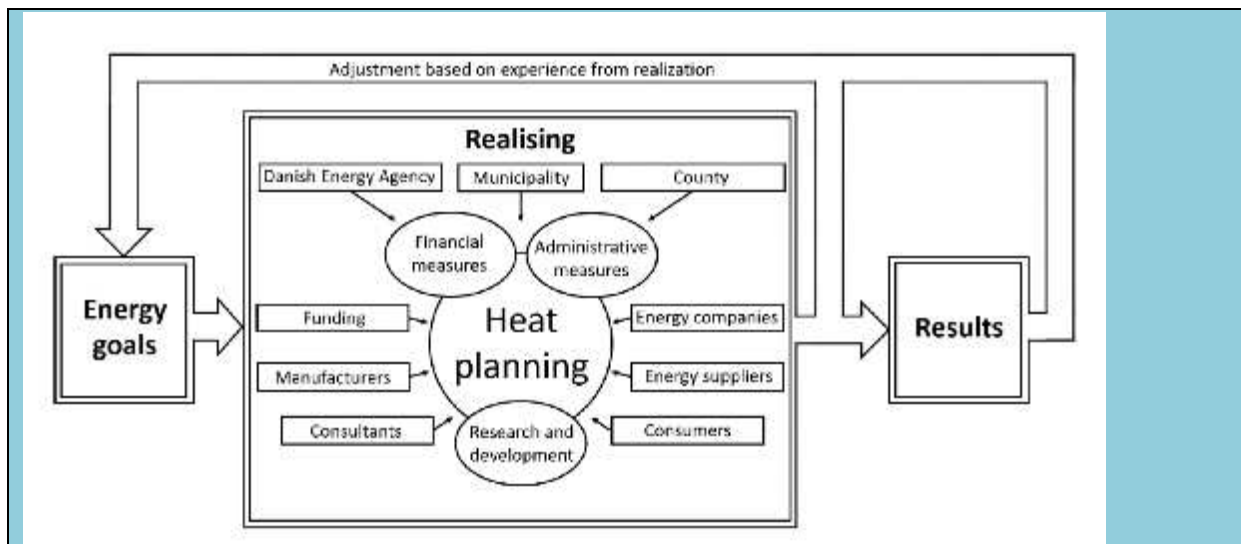 Adjustment based on experience from realization
Realising
Danish Energy Agency
Municipality
County
Financial
measures
Administrative
measures
Energy
goals
Funding
Heat
planning
Energy companies
Results
Manufacturers
Energy suppliers
Consultants
Research and
development
Consumers